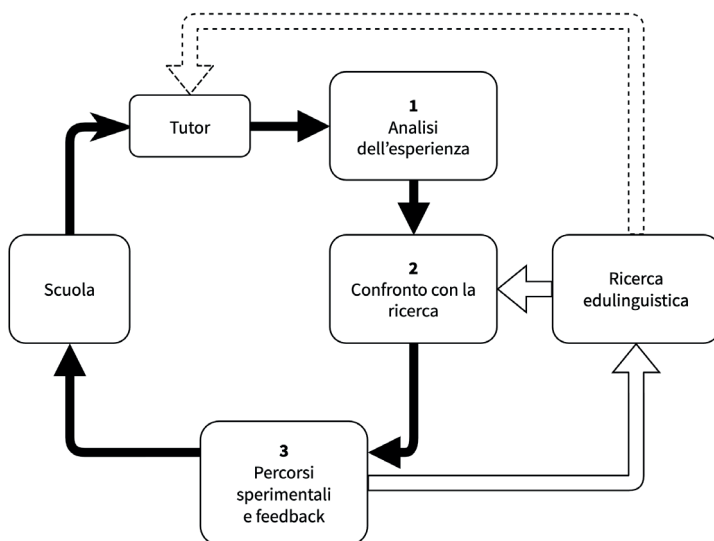 1
Analisi
dell’esperienza
Tutor
2
Confronto con la
ricerca
Ricerca
edulinguistica
Scuola
3
Percorsi
sperimentali
e feedback